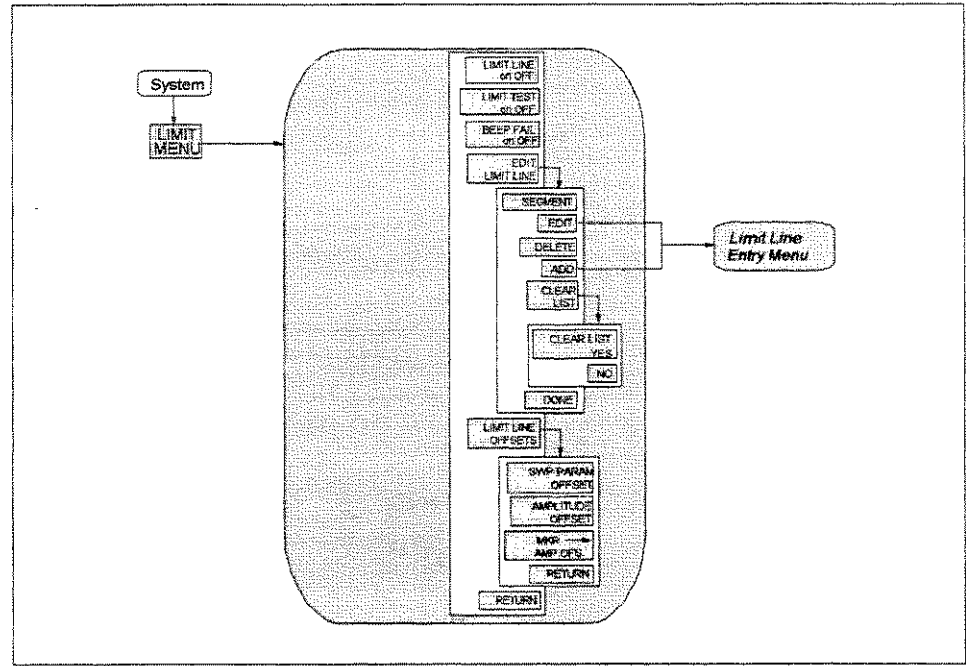 System
LIMIT
MENU
LIMIT LINE
on OFF
LIMIT TEST
on OFF
BEEP FAIL
on OFF
EDIT
LIMIT LINE
SEGMENT
EDIT
DELETE
ADD
CLEAR
LIST
CLEAR LIST
YES
NO
DONE
Limit Line
Entry Menu
LIMIT LINE
OFFSETS
SWP PARAM
OFFSET
AMPLITUDE
OFFSET
MKR →
AMP. OFS.
RETURN
RETURN